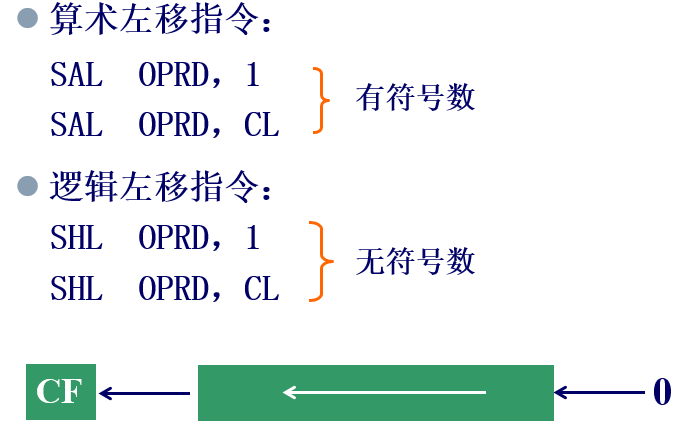 算术左移指令：
SAL OPRD，1
SAL OPRD，CL
有符号数
逻辑左移指令：
SHL OPRD，1
SHL OPRD，CL
无符号数
CF 0